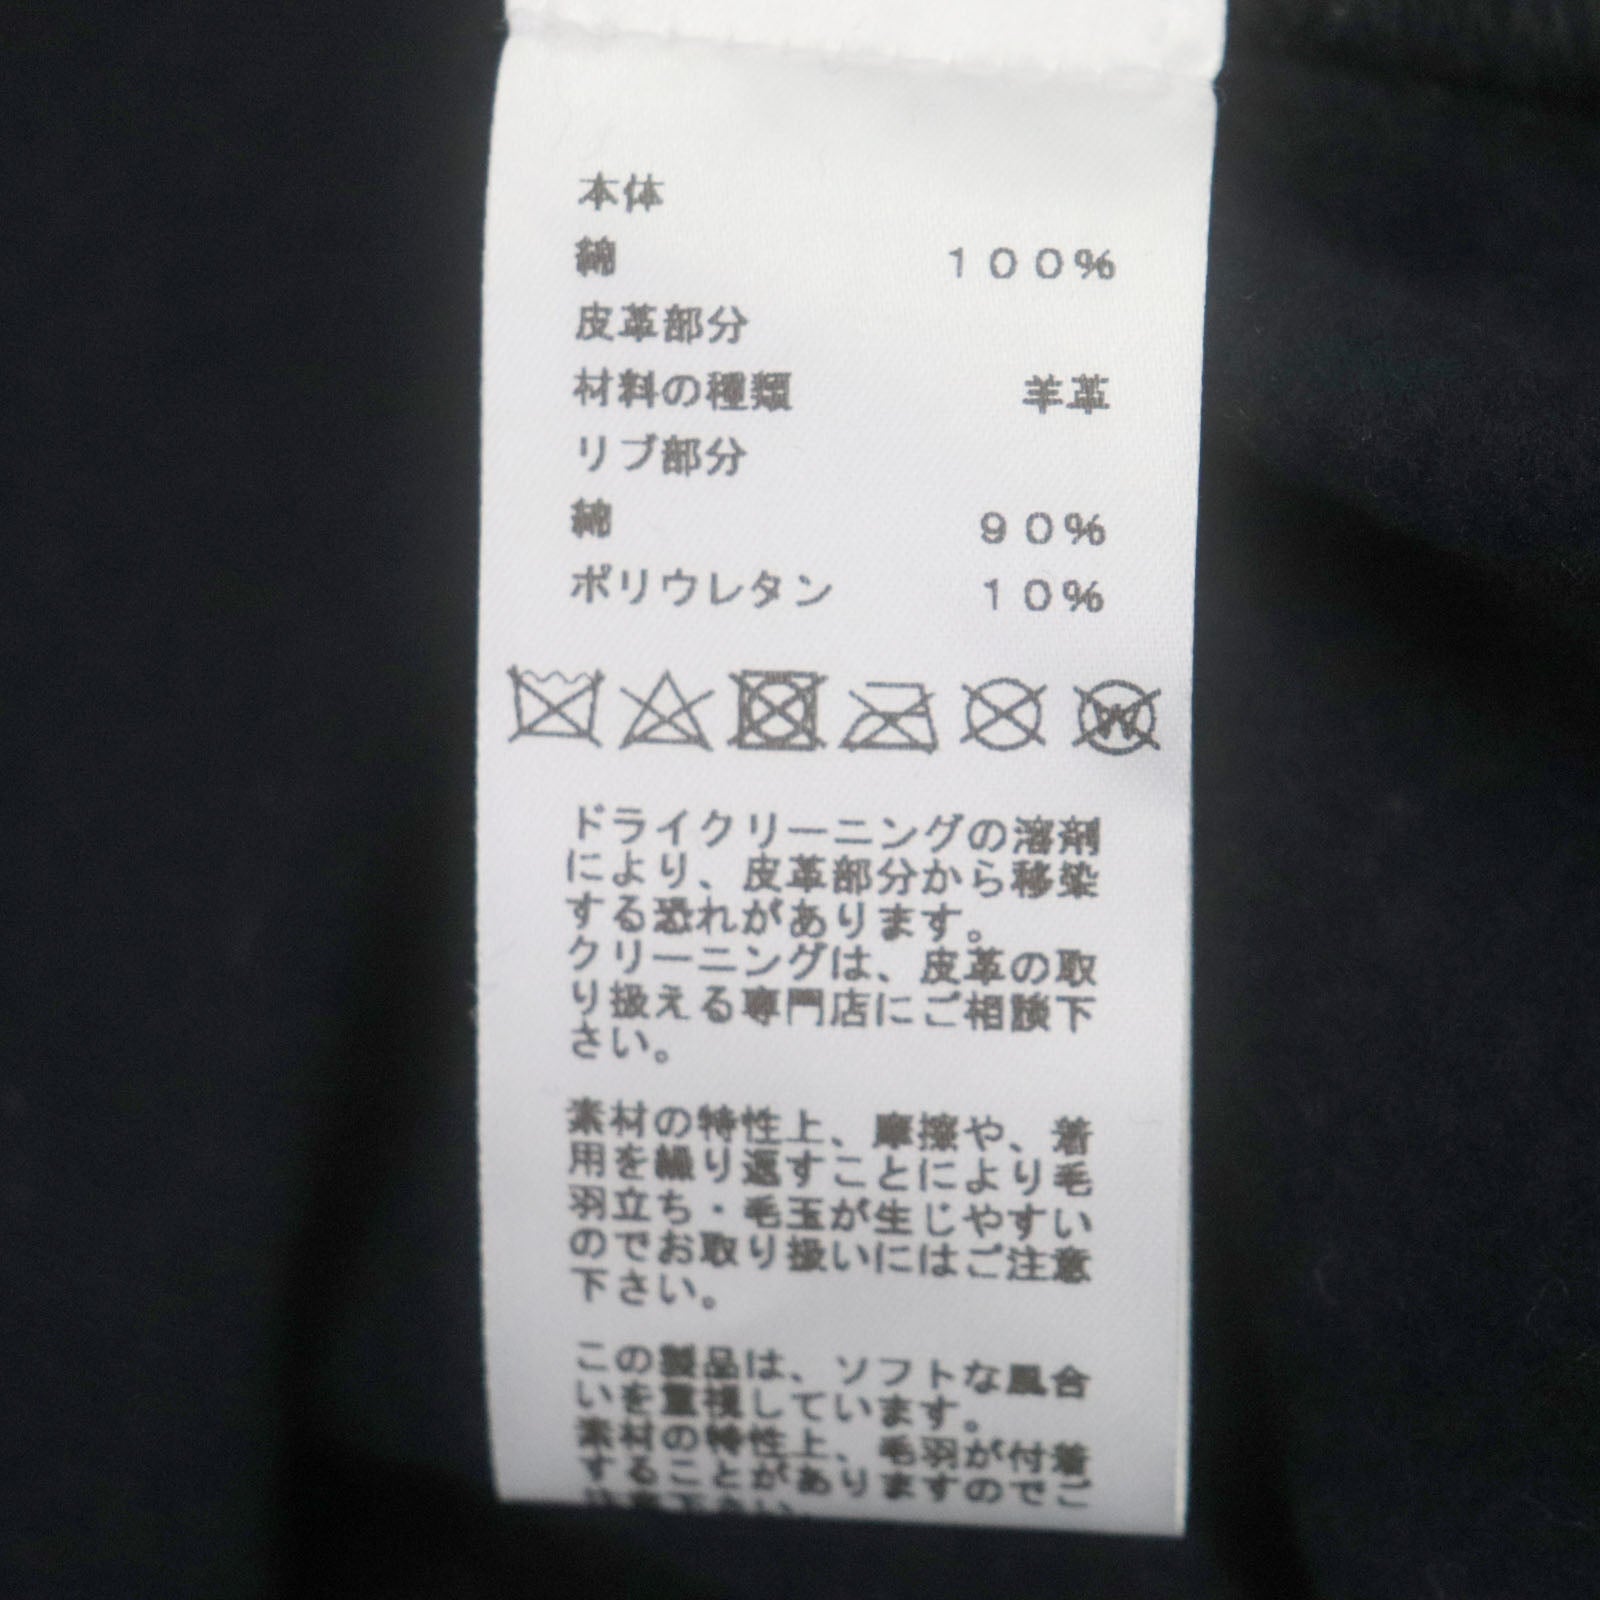 本体
綿 100%
皮革部分
材料の種類 羊革
リブ部分
綿 90%
ポリウレタン 10%
W
ドライクリーニングの溶剤
により、皮革部分から移染
する恐れがあります。
クリーニングは、皮革の取
り扱える専門店にご相談下
さい。
素材の特性上、摩擦や、着
用を繰り返すことにより毛
羽立ち・毛玉が生じやすい
のでお取り扱いにはご注意
下さい。
この製品は、ソフトな風合
いを重視しています。
素材の特性上、毛羽が付着
することがありますのでご
注意下さい。